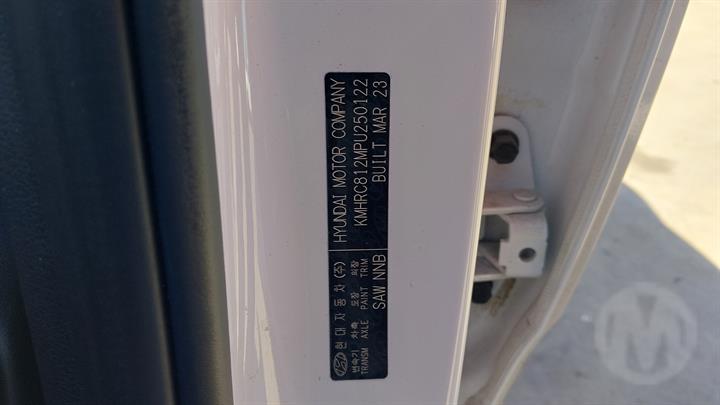 현대자동차(주) HYUNDAI MOTOR COMPANY
변속기 차축 도장 의장 KMHRC812MPU250122
TRANSM AXLE PAINT TRIM
SAW NNB BUILT MAR 23
M